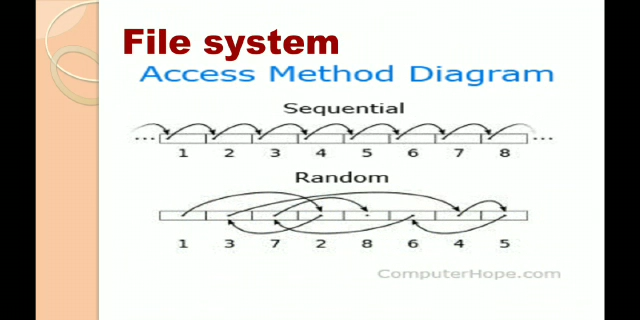 File system
Access Method Diagram
Sequential
... ...
1 2 3 4 5 6 7 8
Random
1 3 7 2 8 6 4 5
ComputerHope.com